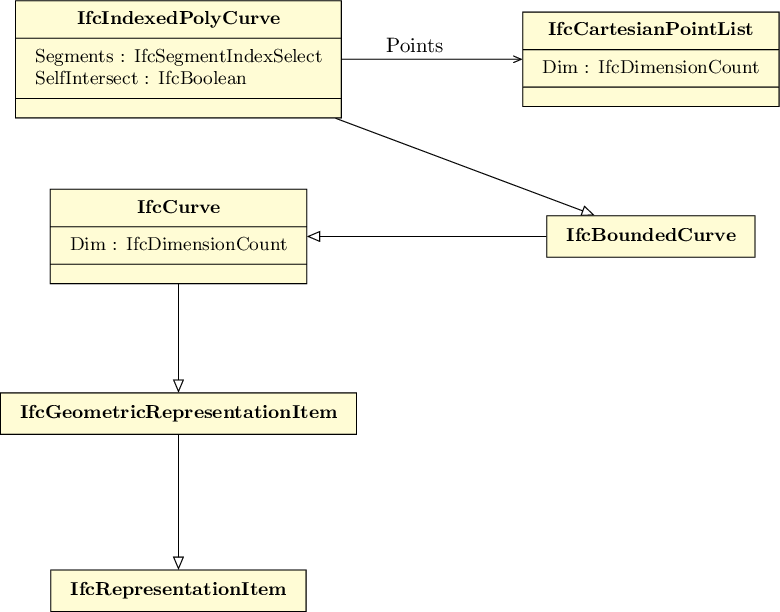 IfcIndexedPolyCurve
Segments : IfcSegmentIndexSelect
SelfIntersect : IfcBoolean
Points
IfcCartesianPointList
Dim : IfcDimensionCount
IfcCurve
Dim : IfcDimensionCount
IfcBoundedCurve
IfcGeometricRepresentationItem
IfcRepresentationItem